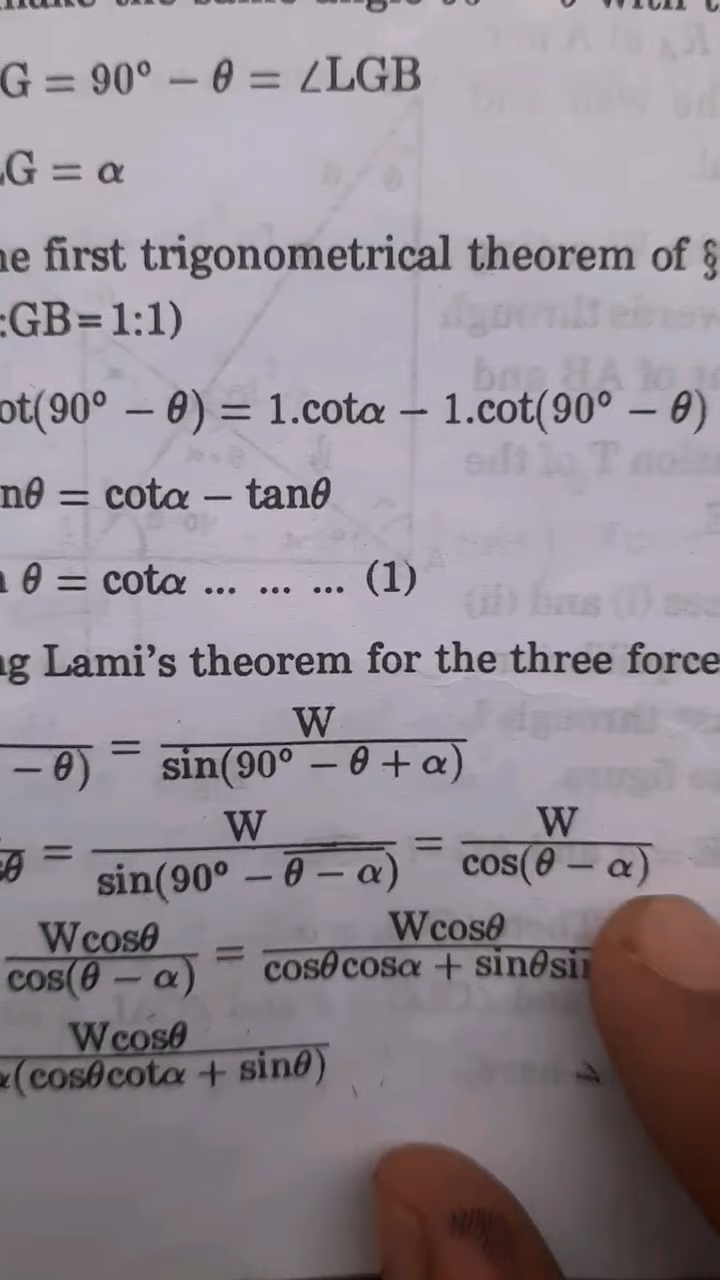 G = 90° − θ = ∠LGB
G = α
first trigonometrical theorem of §
:GB=1:1)
ot(90° − θ) = 1.cotα − 1.cot(90° − θ)
nθ = cotα − tanθ
θ = cotα ... ... ... (1)
Lami's theorem for the three force
− θ) = W / sin(90° − θ + α)
θ = W / sin(90° − θ − α) = W / cos(θ − α)
Wcosθ / cos(θ − α) = Wcosθ / cosθcosα + sinθsi
Wcosθ / (cosθcotα + sinθ)